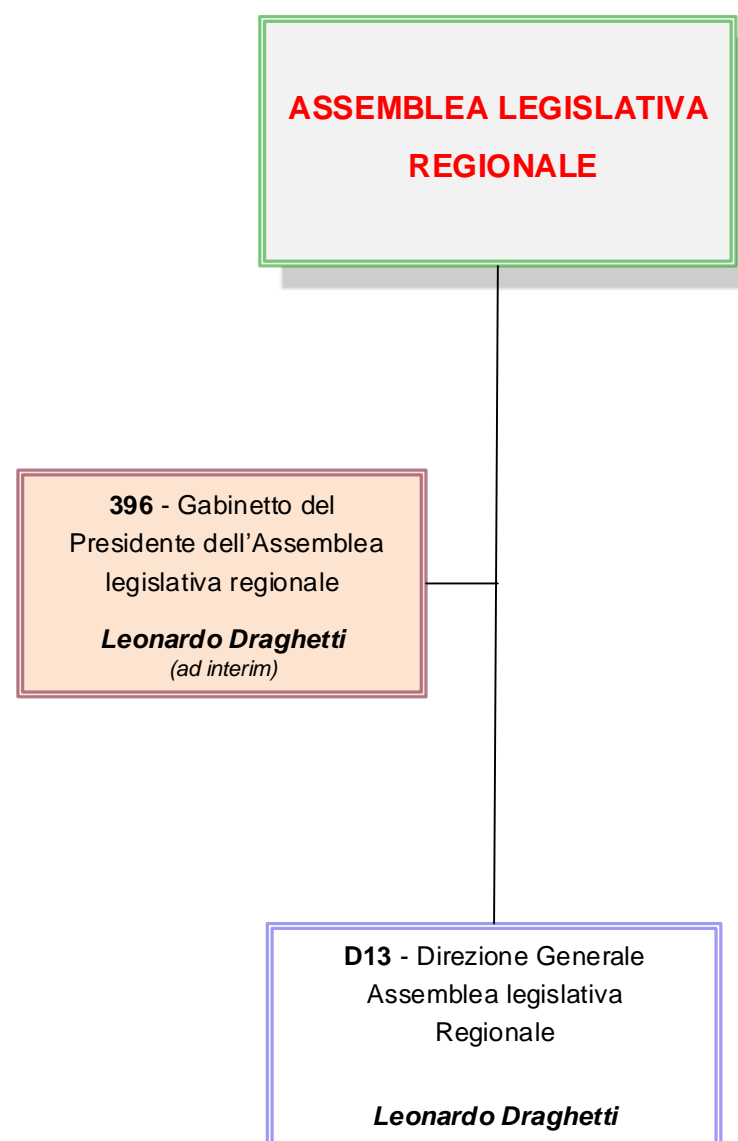 ASSEMBLEA LEGISLATIVA
REGIONALE
396 - Gabinetto del
Presidente dell’Assemblea
legislativa regionale
Leonardo Draghetti
(ad interim)
D13 - Direzione Generale
Assemblea legislativa
Regionale
Leonardo Draghetti